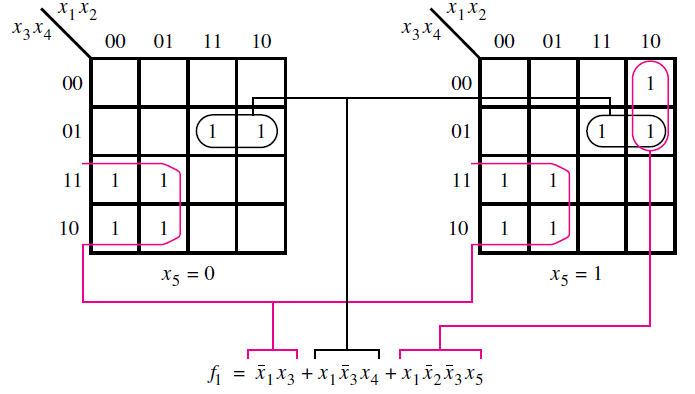 x₁x₂ x₁x₂
x₃x₄ x₃x₄
00 01 11 10 00 01 11 10
00 00 1
01 1 1 01 1 1
11 1 1 11 1 1
10 1 1 10 1 1
x₅ = 0 x₅ = 1
f₁ = x̄₁x₃ + x₁x̄₃x₄ + x₁x̄₂x̄₃x₅